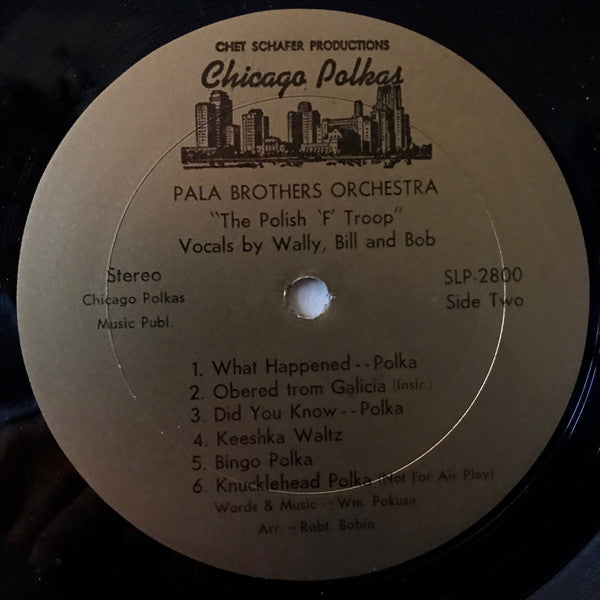 CHET SCHAFER PRODUCTIONS
Chicago Polkas
PALA BROTHERS ORCHESTRA
"The Polish 'F' Troop"
Vocals by Wally, Bill and Bob
Stereo
Chicago Polkas
Music Publ.
SLP-2800
Side Two
1. What Happened--Polka
2. Obered trom Galicia (Instr.)
3. Did You Know--Polka
4. Keeshka Waltz
5. Bingo Polka
6. Knucklehead Polka (Not For Air Play)
Words & Music -- Wm. Pokusa
Arr. - Robt. Bobin